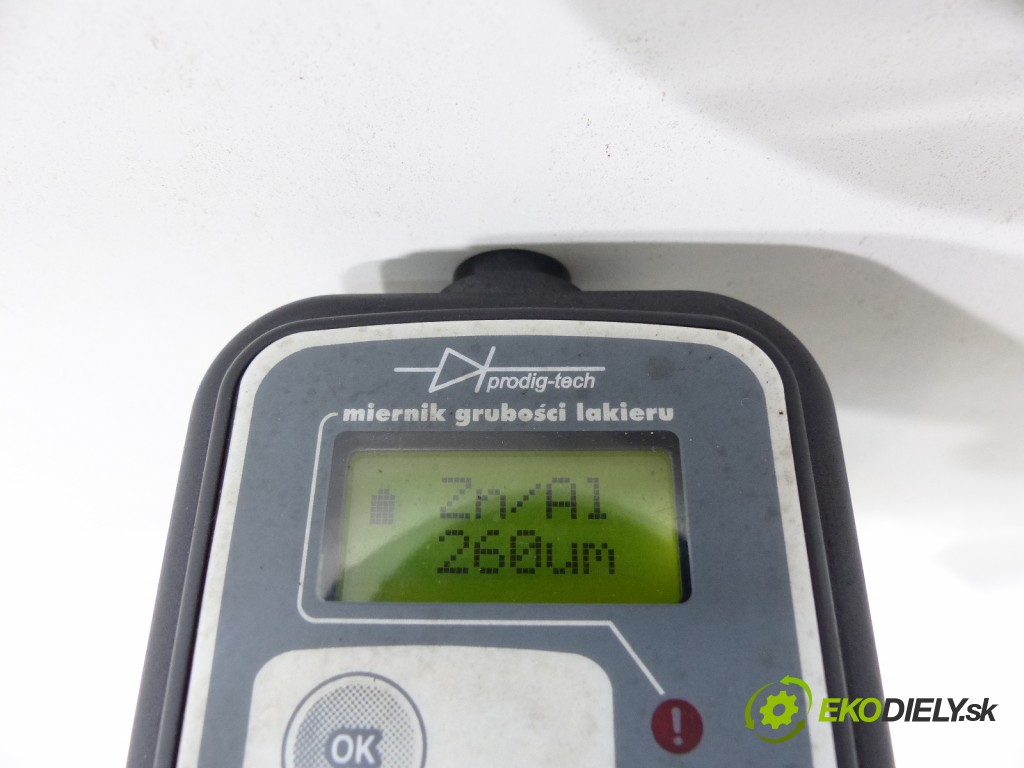 prodig-tech
miernik grubości lakieru
Zn/Al
260um
OK
!
EKODIELY.sk